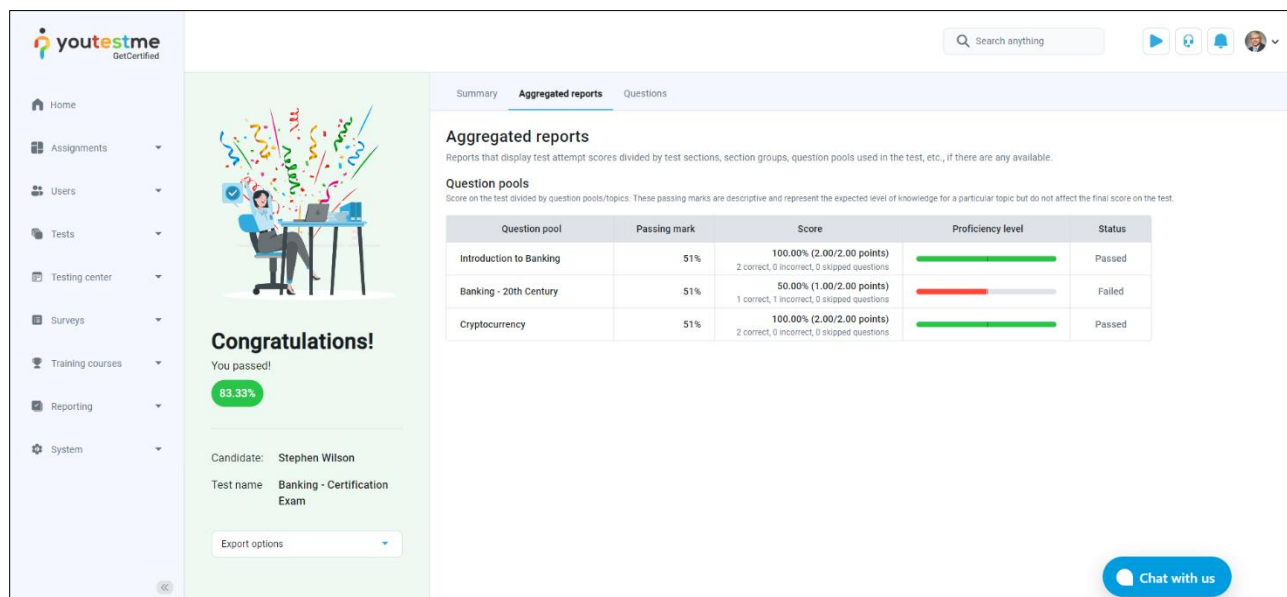 youtestme
GetCertified
Search anything
Home
Assignments
Users
Tests
Testing center
Surveys
Training courses
Reporting
System
Congratulations!
You passed!
83.33%
Candidate: Stephen Wilson
Test name Banking - Certification
Exam
Export options
Summary Aggregated reports Questions
Aggregated reports
Reports that display test attempt scores divided by test sections, section groups, question pools used in the test, etc., if there are any available.
Question pools
Score on the test divided by question pools/topics. These passing marks are descriptive and represent the expected level of knowledge for a particular topic but do not affect the final score on the test.
Question pool Passing mark Score Proficiency level Status
Introduction to Banking 51% 100.00% (2.00/2.00 points) Passed
2 correct, 0 incorrect, 0 skipped questions
Banking - 20th Century 51% 50.00% (1.00/2.00 points) Failed
1 correct, 1 incorrect, 0 skipped questions
Cryptocurrency 51% 100.00% (2.00/2.00 points) Passed
2 correct, 0 incorrect, 0 skipped questions
Chat with us